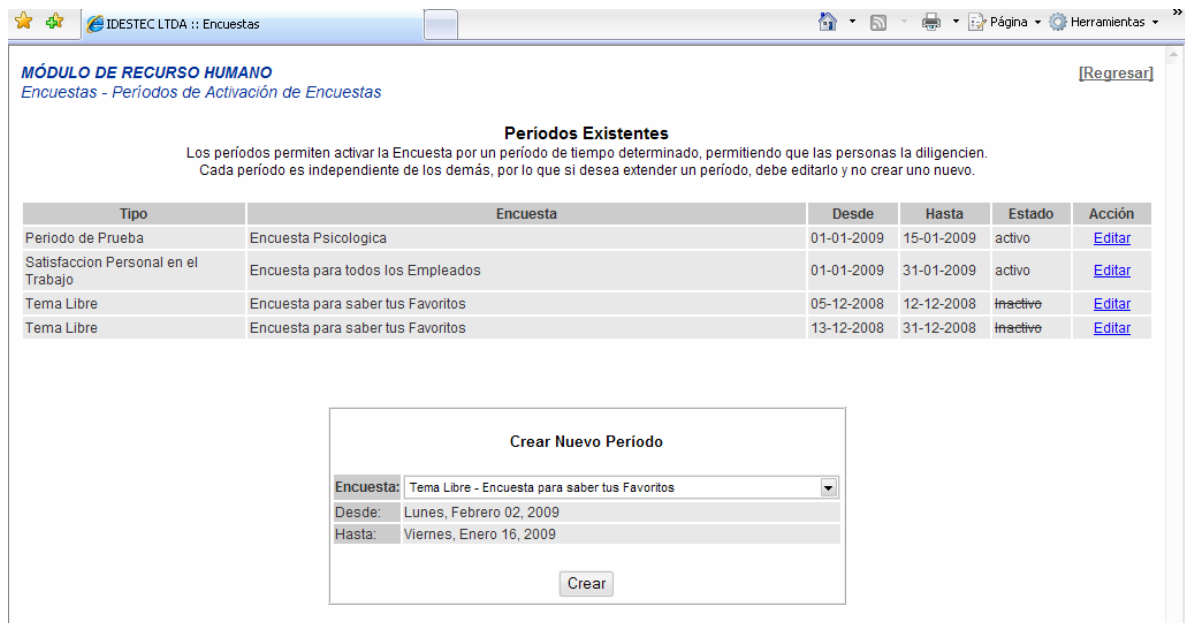 IDESTEC LTDA :: Encuestas
Página
Herramientas
»
MÓDULO DE RECURSO HUMANO
[Regresar]
Encuestas - Períodos de Activación de Encuestas
Períodos Existentes
Los períodos permiten activar la Encuesta por un período de tiempo determinado, permitiendo que las personas la diligencien.
Cada período es independiente de los demás, por lo que si desea extender un período, debe editarlo y no crear uno nuevo.
Tipo Encuesta Desde Hasta Estado Acción
Periodo de Prueba Encuesta Psicologica 01-01-2009 15-01-2009 activo Editar
Satisfaccion Personal en el
Trabajo Encuesta para todos los Empleados 01-01-2009 31-01-2009 activo Editar
Tema Libre Encuesta para saber tus Favoritos 05-12-2008 12-12-2008 Inactivo Editar
Tema Libre Encuesta para saber tus Favoritos 13-12-2008 31-12-2008 Inactivo Editar
Crear Nuevo Período
Encuesta: Tema Libre - Encuesta para saber tus Favoritos
Desde: Lunes, Febrero 02, 2009
Hasta: Viernes, Enero 16, 2009
Crear